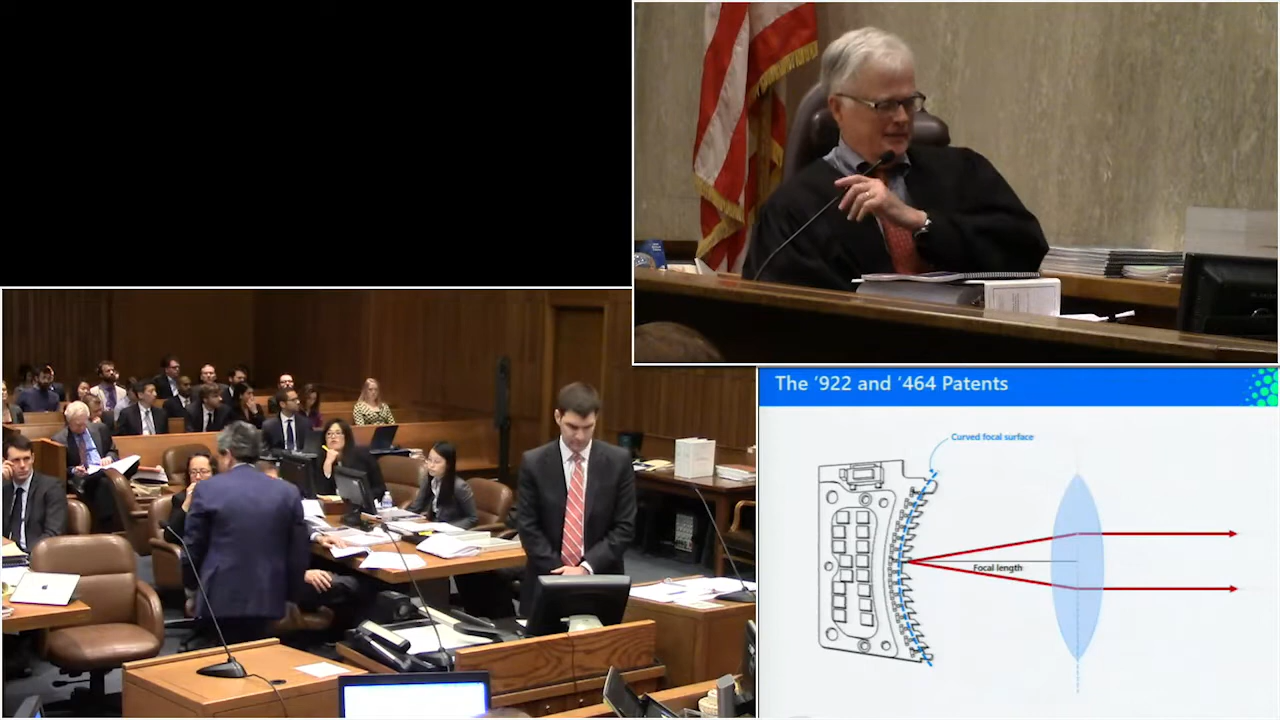 The ’922 and ’464 Patents
Curved focal surface
Focal length